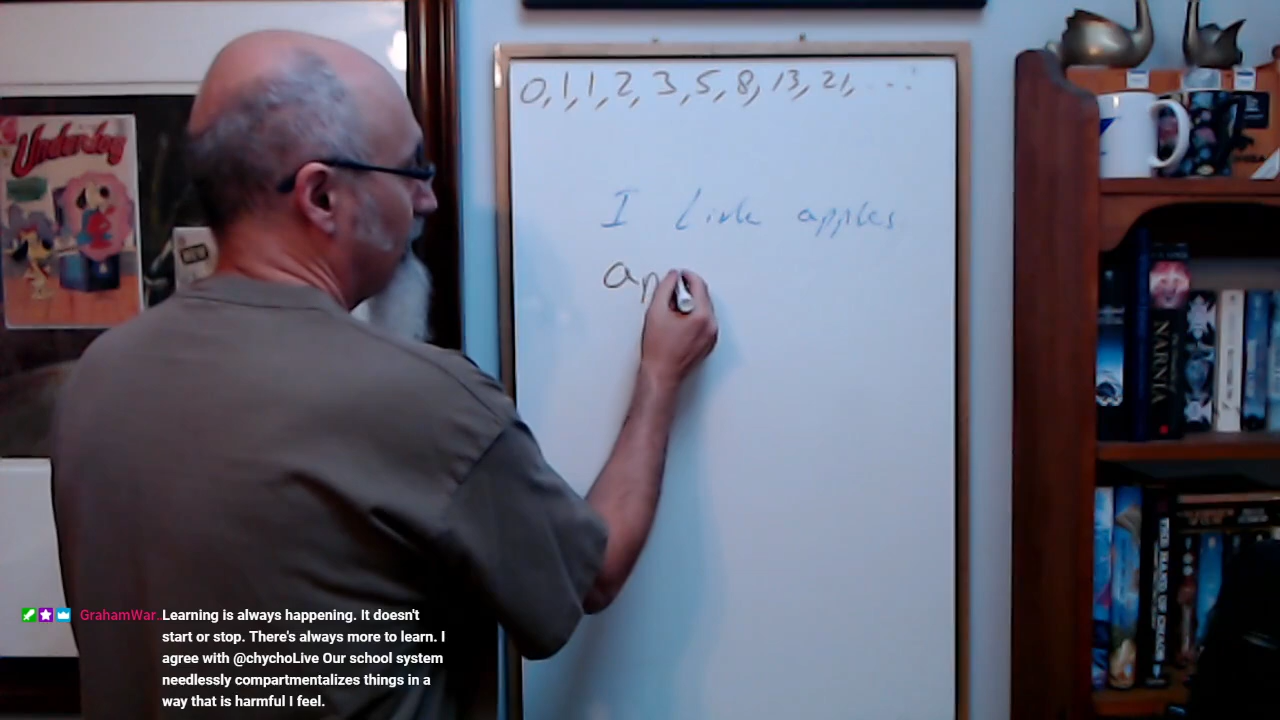 Underdog
0, 1, 1, 2, 3, 5, 8, 13, 21, ...
I like apples
ap
NARNIA
GrahamWar.
Learning is always happening. It doesn't
start or stop. There's always more to learn. I
agree with @chychoLive Our school system
needlessly compartmentalizes things in a
way that is harmful I feel.